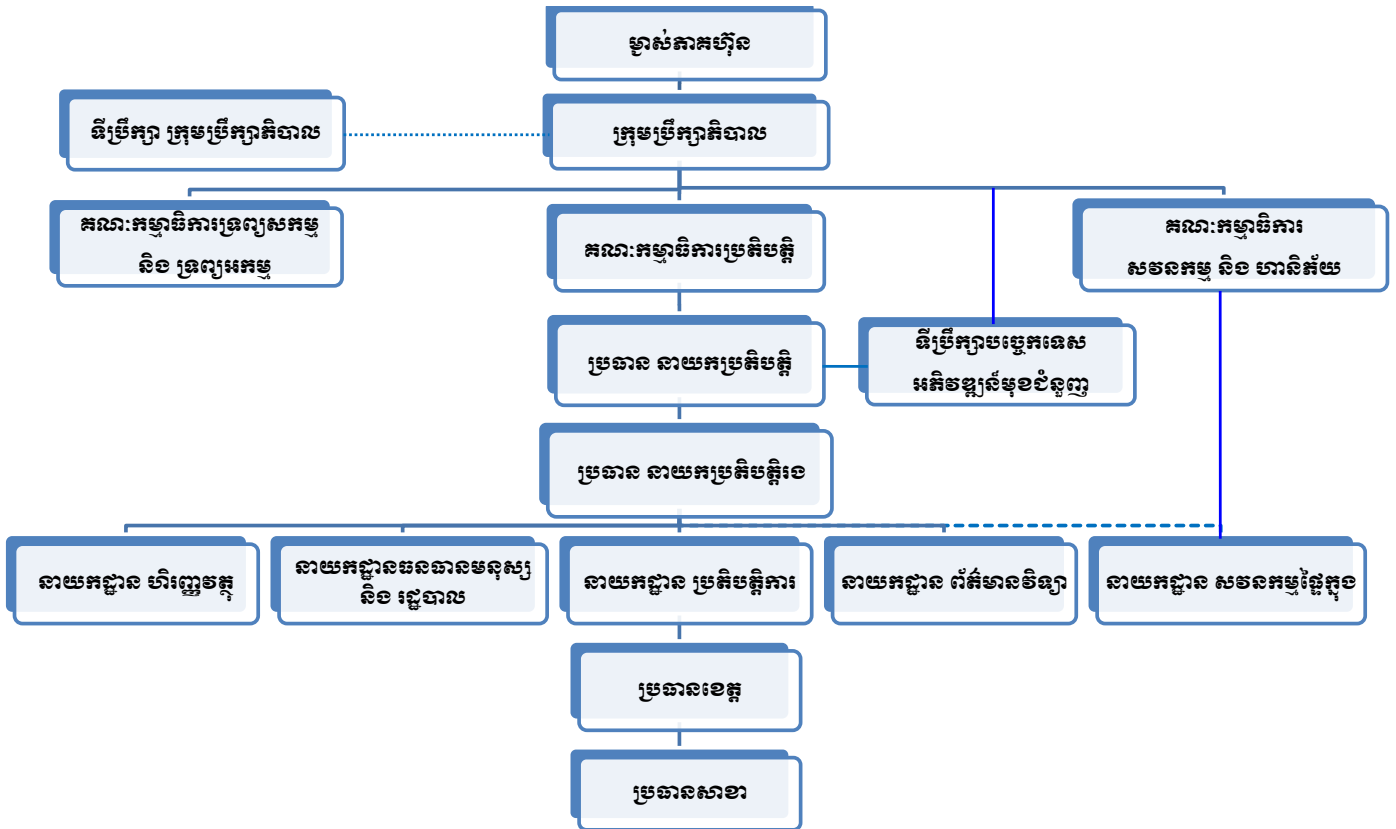 ម្ចាស់ភាគហ៊ុន
ទីប្រឹក្សា ក្រុមប្រឹក្សាភិបាល
ក្រុមប្រឹក្សាភិបាល
គណៈកម្មាធិការទ្រព្យសកម្ម
និង ទ្រព្យអកម្ម
គណៈកម្មាធិការប្រតិបត្តិ
គណៈកម្មាធិការ
សវនកម្ម និង ហានិភ័យ
ប្រធាន នាយកប្រតិបត្តិ
ទីប្រឹក្សាបច្ចេកទេស
អភិវឌ្ឍន៍មុខជំនួញ
ប្រធាន នាយកប្រតិបត្តិរង
នាយកដ្ឋាន ហិរញ្ញវត្ថុ
នាយកដ្ឋានធនធានមនុស្ស
និង រដ្ឋបាល
នាយកដ្ឋាន ប្រតិបត្តិការ
នាយកដ្ឋាន ព័ត៌មានវិទ្យា
នាយកដ្ឋាន សវនកម្មផ្ទៃក្នុង
ប្រធានខេត្ត
ប្រធានសាខា